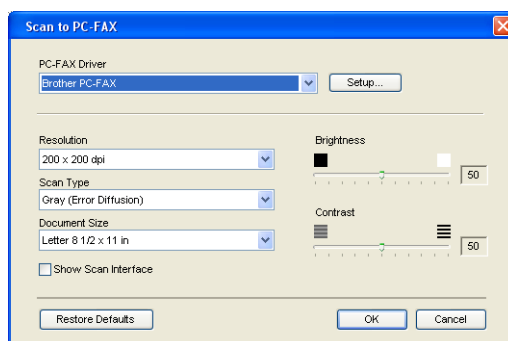 Scan to PC-FAX
PC-FAX Driver
Brother PC-FAX
Setup...
Resolution
200 x 200 dpi
Scan Type
Gray (Error Diffusion)
Document Size
Letter 8 1/2 x 11 in
Show Scan Interface
Brightness
50
Contrast
50
Restore Defaults
OK
Cancel